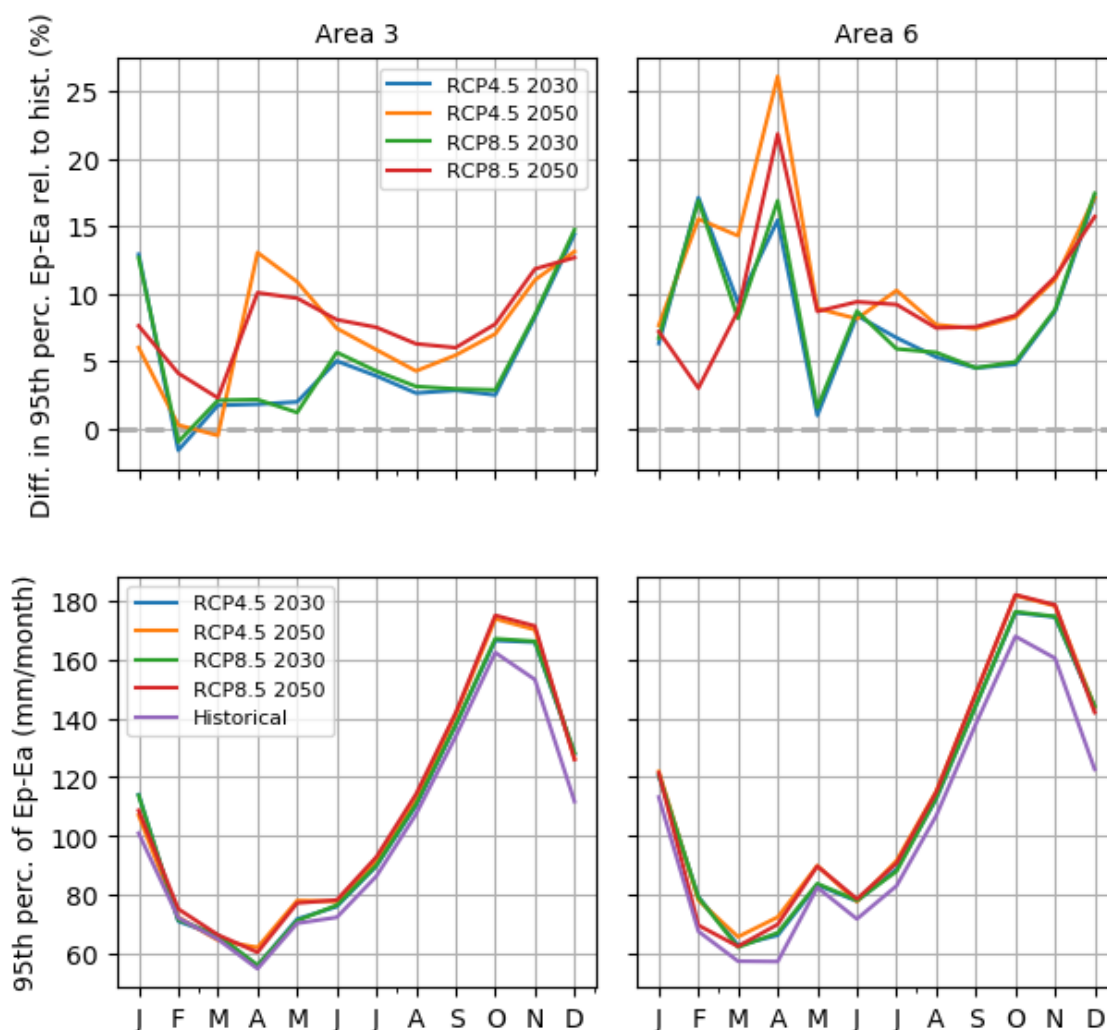 Area 3
Area 6
Diff. in 95th perc. Ep-Ea rel. to hist. (%)
25
20
15
10
5
0
RCP4.5 2030
RCP4.5 2050
RCP8.5 2030
RCP8.5 2050
J F M A M J J A S O N D
95th perc. of Ep-Ea (mm/month)
180
160
140
120
100
80
60
RCP4.5 2030
RCP4.5 2050
RCP8.5 2030
RCP8.5 2050
Historical
J F M A M J J A S O N D